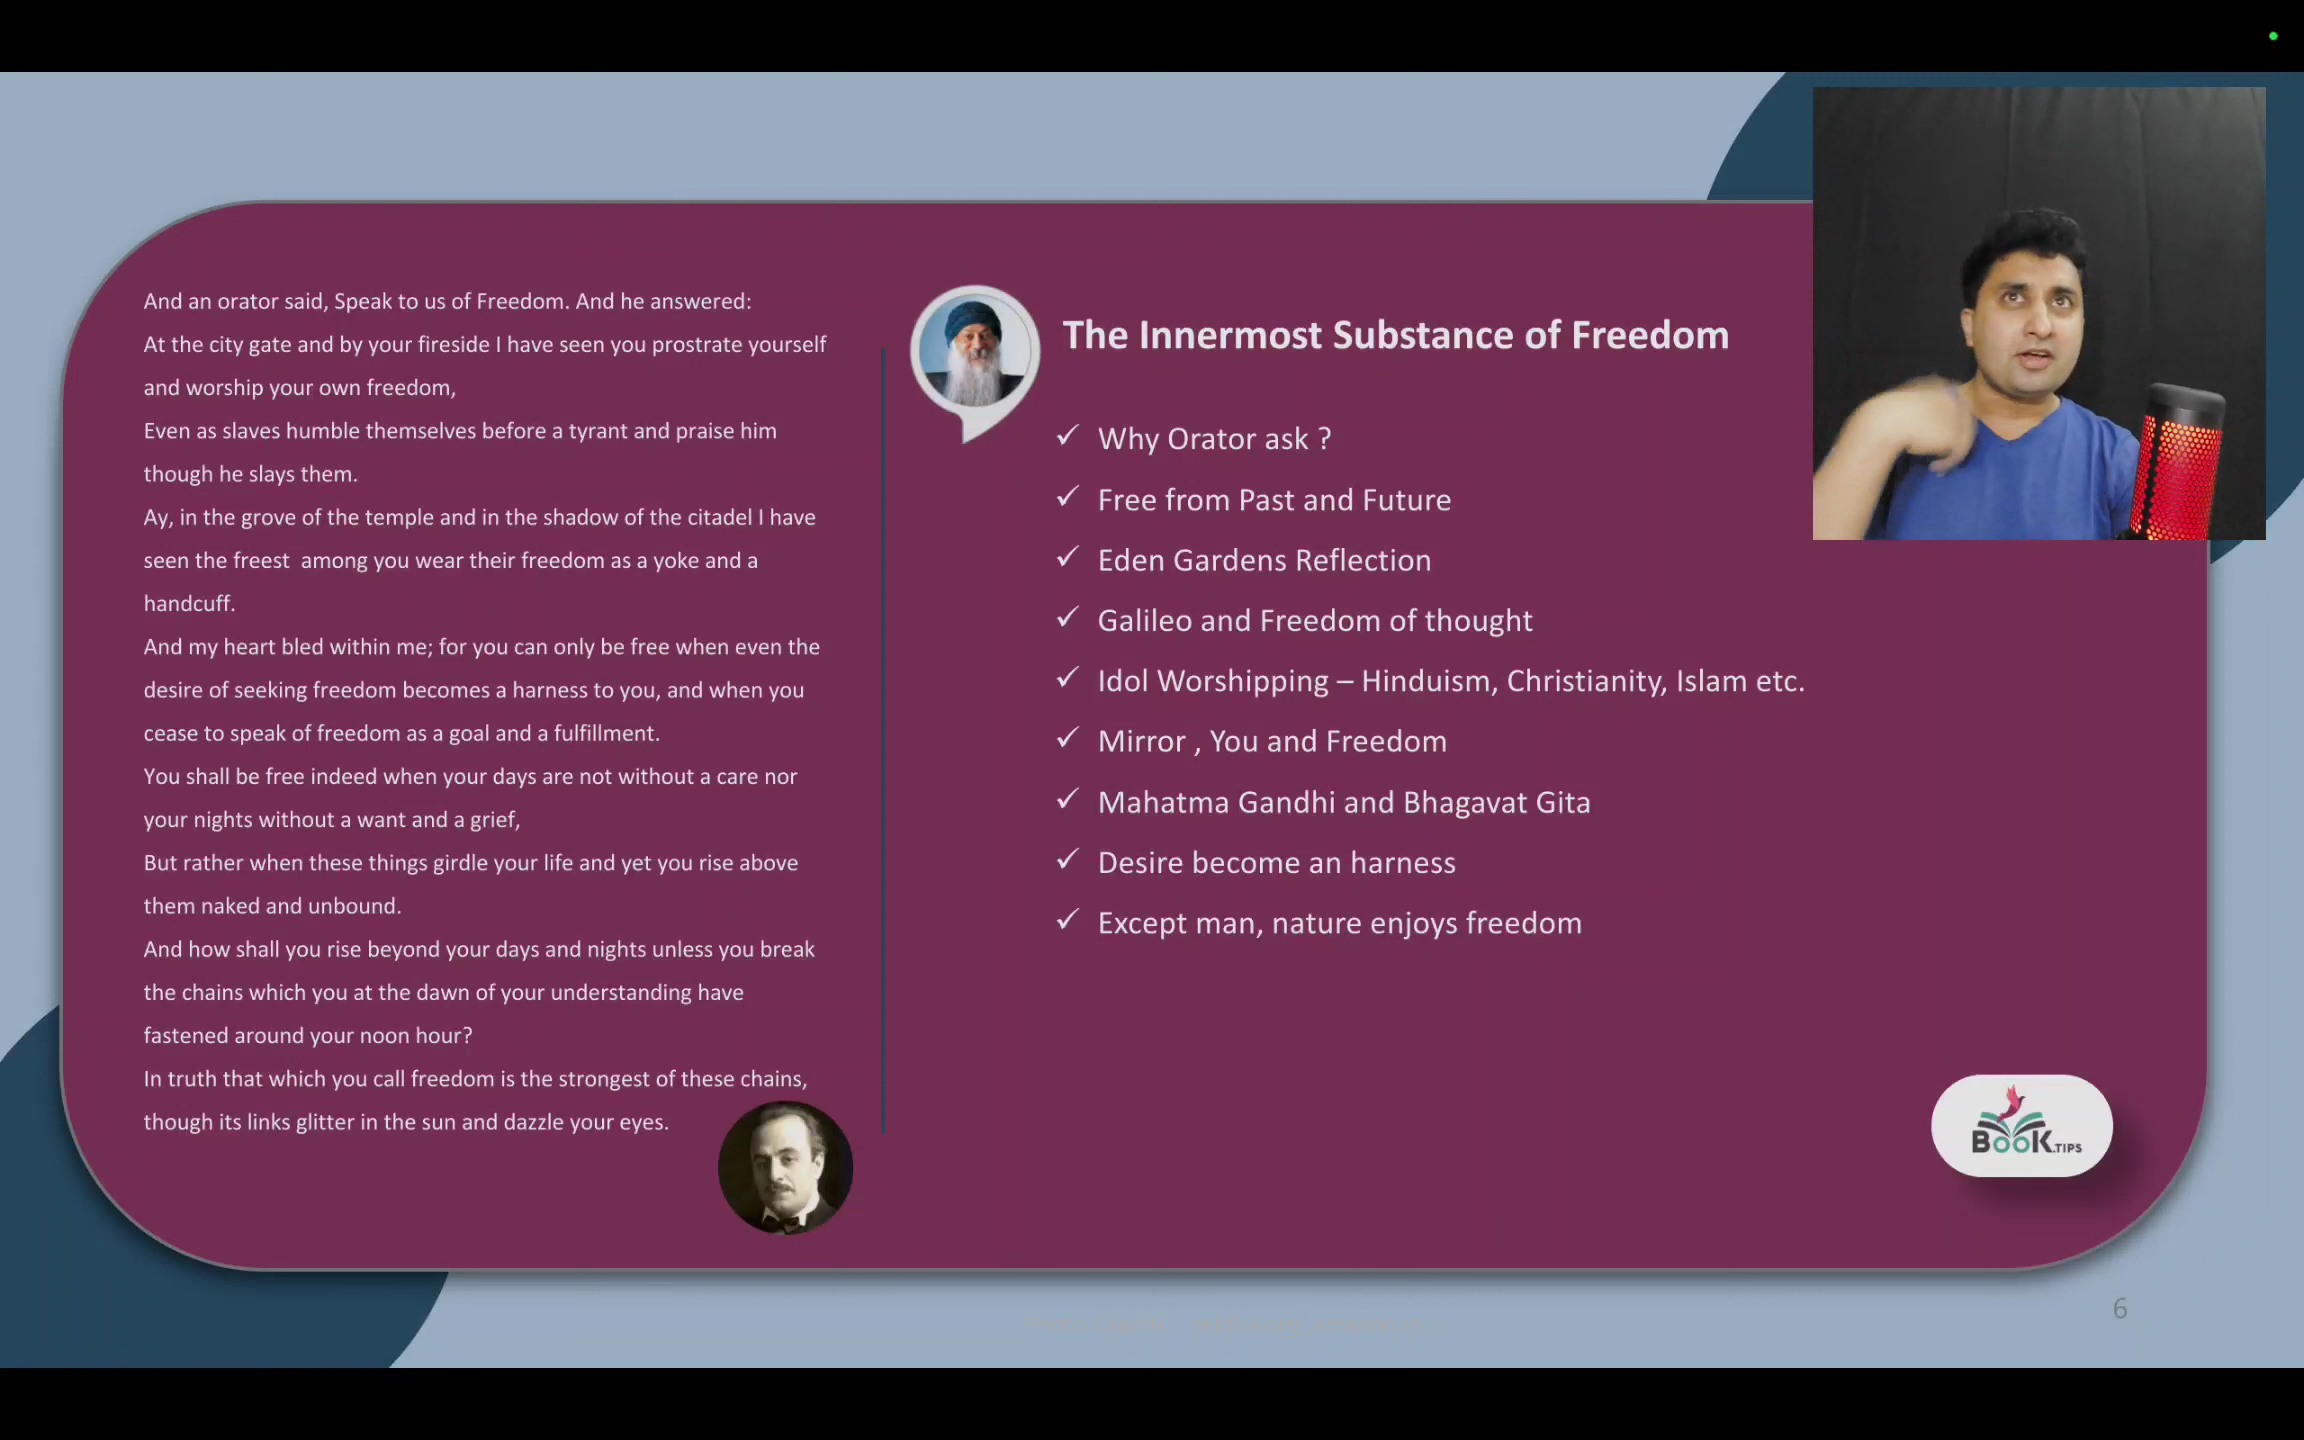 And an orator said, Speak to us of Freedom. And he answered:
At the city gate and by your fireside I have seen you prostrate yourself
and worship your own freedom,
Even as slaves humble themselves before a tyrant and praise him
though he slays them.
Ay, in the grove of the temple and in the shadow of the citadel I have
seen the freest  among you wear their freedom as a yoke and a
handcuff.
And my heart bled within me; for you can only be free when even the
desire of seeking freedom becomes a harness to you, and when you
cease to speak of freedom as a goal and a fulfillment.
You shall be free indeed when your days are not without a care nor
your nights without a want and a grief,
But rather when these things girdle your life and yet you rise above
them naked and unbound.
And how shall you rise beyond your days and nights unless you break
the chains which you at the dawn of your understanding have
fastened around your noon hour?
In truth that which you call freedom is the strongest of these chains,
though its links glitter in the sun and dazzle your eyes.
The Innermost Substance of Freedom
✓ Why Orator ask ?
✓ Free from Past and Future
✓ Eden Gardens Reflection
✓ Galileo and Freedom of thought
✓ Idol Worshipping – Hinduism, Christianity, Islam etc.
✓ Mirror , You and Freedom
✓ Mahatma Gandhi and Bhagavat Gita
✓ Desire become an harness
✓ Except man, nature enjoys freedom
BooK.TIPS
6